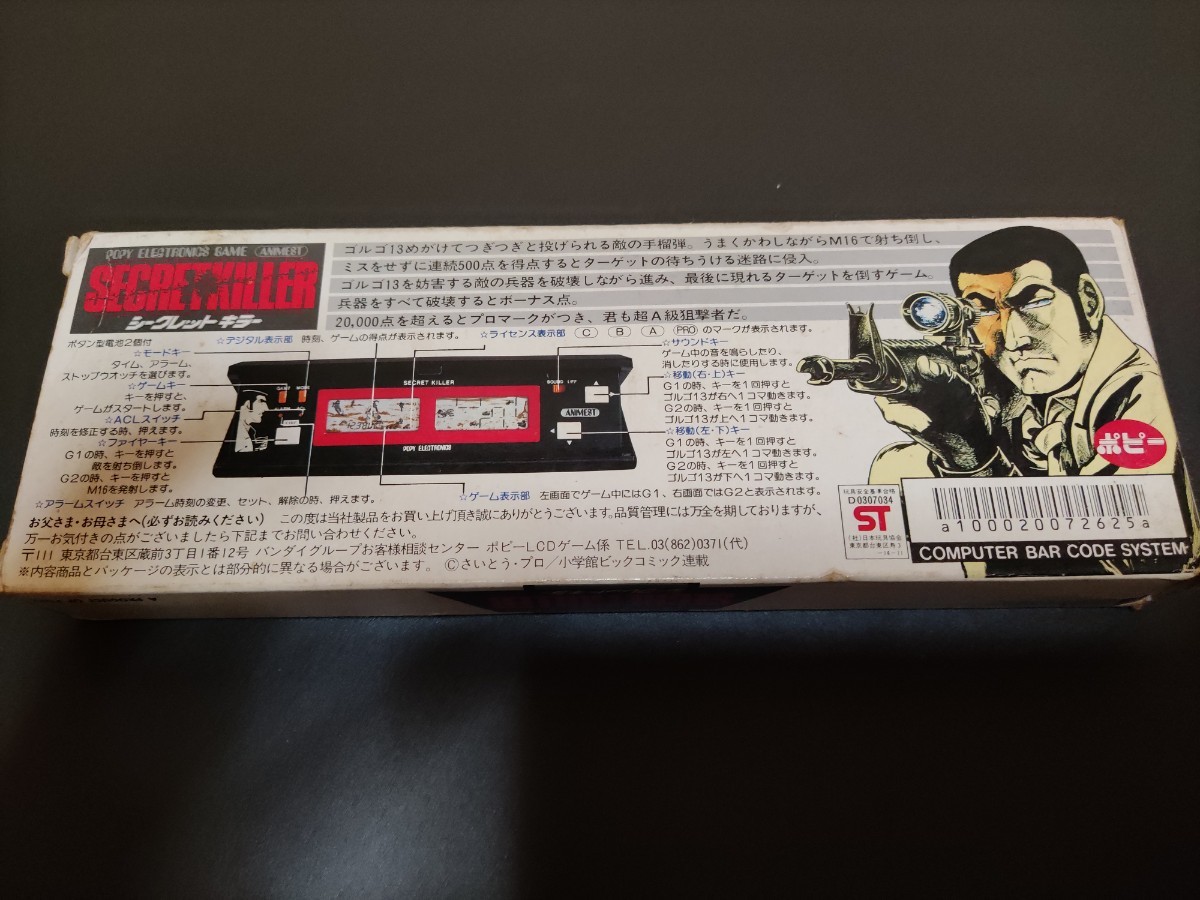 POPY ELECTRONICS GAME ANIMEST
SECRET KILLER
シークレット キラー
ゴルゴ13めかけてつぎつぎと投げられる敵の手榴弾。うまくかわしながらM16で射ち倒し、
ミスをせずに連続500点を得点するとターゲットの待ちうける迷路に侵入。
ゴルゴ13を妨害する敵の兵器を破壊しながら進み、最後に現れるターゲットを倒すゲーム。
兵器をすべて破壊するとボーナス点。
20,000点を超えるとプロマークがつき、君も超A級狙撃者だ。
ボタン型電池2個付
☆デジタル表示部 時刻、ゲームの得点が表示されます。
☆ライセンス表示部 C B A PRO のマークが表示されます。
☆モードキー
タイム、アラーム、
ストップウオッチを選びます。
☆ゲームキー
キーを押すと、
ゲームがスタートします。
☆ACLスイッチ
時刻を修正する時、押えます。
☆ファイヤーキー
G1の時、キーを押すと
敵を射ち倒します。
G2の時、キーを押すと
M16を発射します。
☆アラームスイッチ アラーム時刻の変更、セット、解除の時、押えます。
SECRET KILLER
GAME MODE
SOUND OFF
ANIMEST
POPY ELECTRONICS
☆サウンドキー
ゲーム中の音を鳴らしたり、
消したりする時に使用します。
☆移動(右・上)キー
G1の時、キーを1回押すと
ゴルゴ13が右へ1コマ動きます。
G2の時、キーを1回押すと
ゴルゴ13が上へ1コマ動きます。
☆移動(左・下)キー
G1の時、キーを1回押すと
ゴルゴ13が左へ1コマ動きます。
G2の時、キーを1回押すと
ゴルゴ13が下へ1コマ動きます。
☆ゲーム表示部 左画面でゲーム中にはG1、右画面ではG2と表示されます。
お父さま・お母さまへ(必ずお読みください) この度は当社製品をお買い上げ頂き誠にありがとうございます。品質管理には万全を期しておりますが、
万一お気付きの点がございましたら下記までお問い合わせください。
〒111 東京都台東区蔵前3丁目1番12号 バンダイグループお客様相談センター ポピーLCDゲーム係 TEL.03(862)0371(代)
※内容商品とパッケージの表示とは部分的に異なる場合がございます。 ©さいとう・プロ/小学館ビックコミック連載
玩具安全基準合格
D0307034
ST
(社)日本玩具協会
ポピー
a100020072625a
COMPUTER BAR CODE SYSTEM